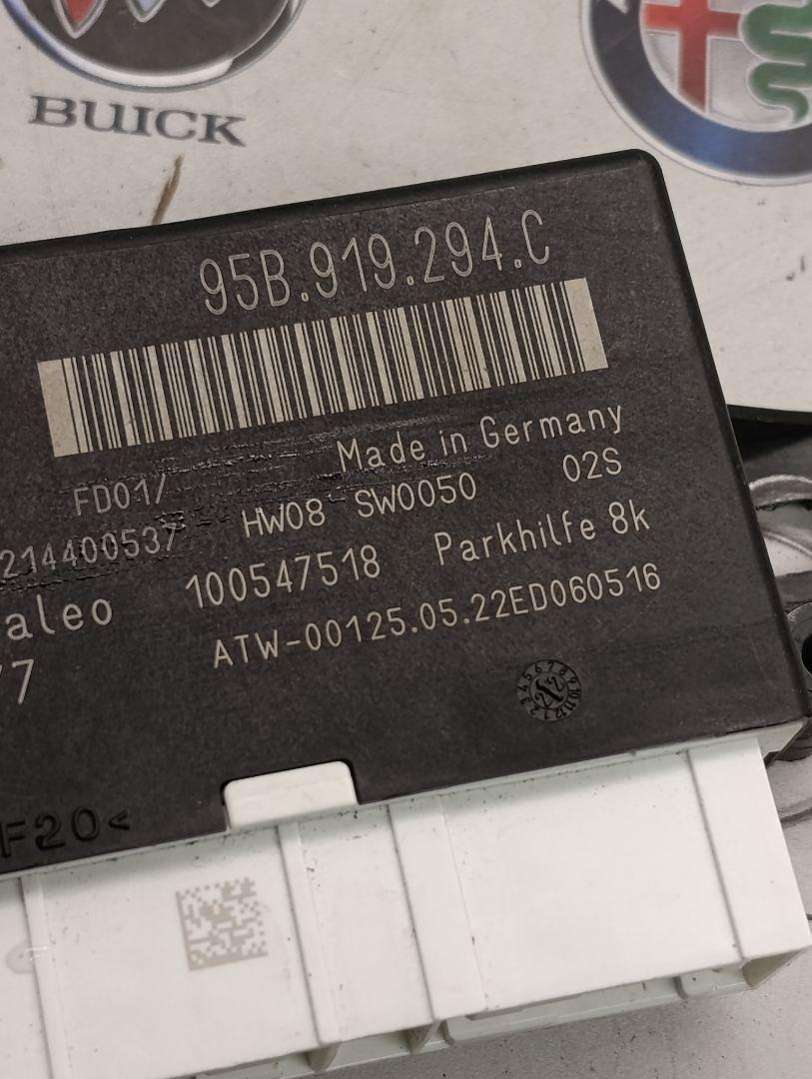 BUICK
95B.919.294.C
Made in Germany
FD01/
HW08 SW0050 02S
214400537
100547518 Parkhilfe 8k
aleo
ATW-00125.05.22ED060516
77
F20<